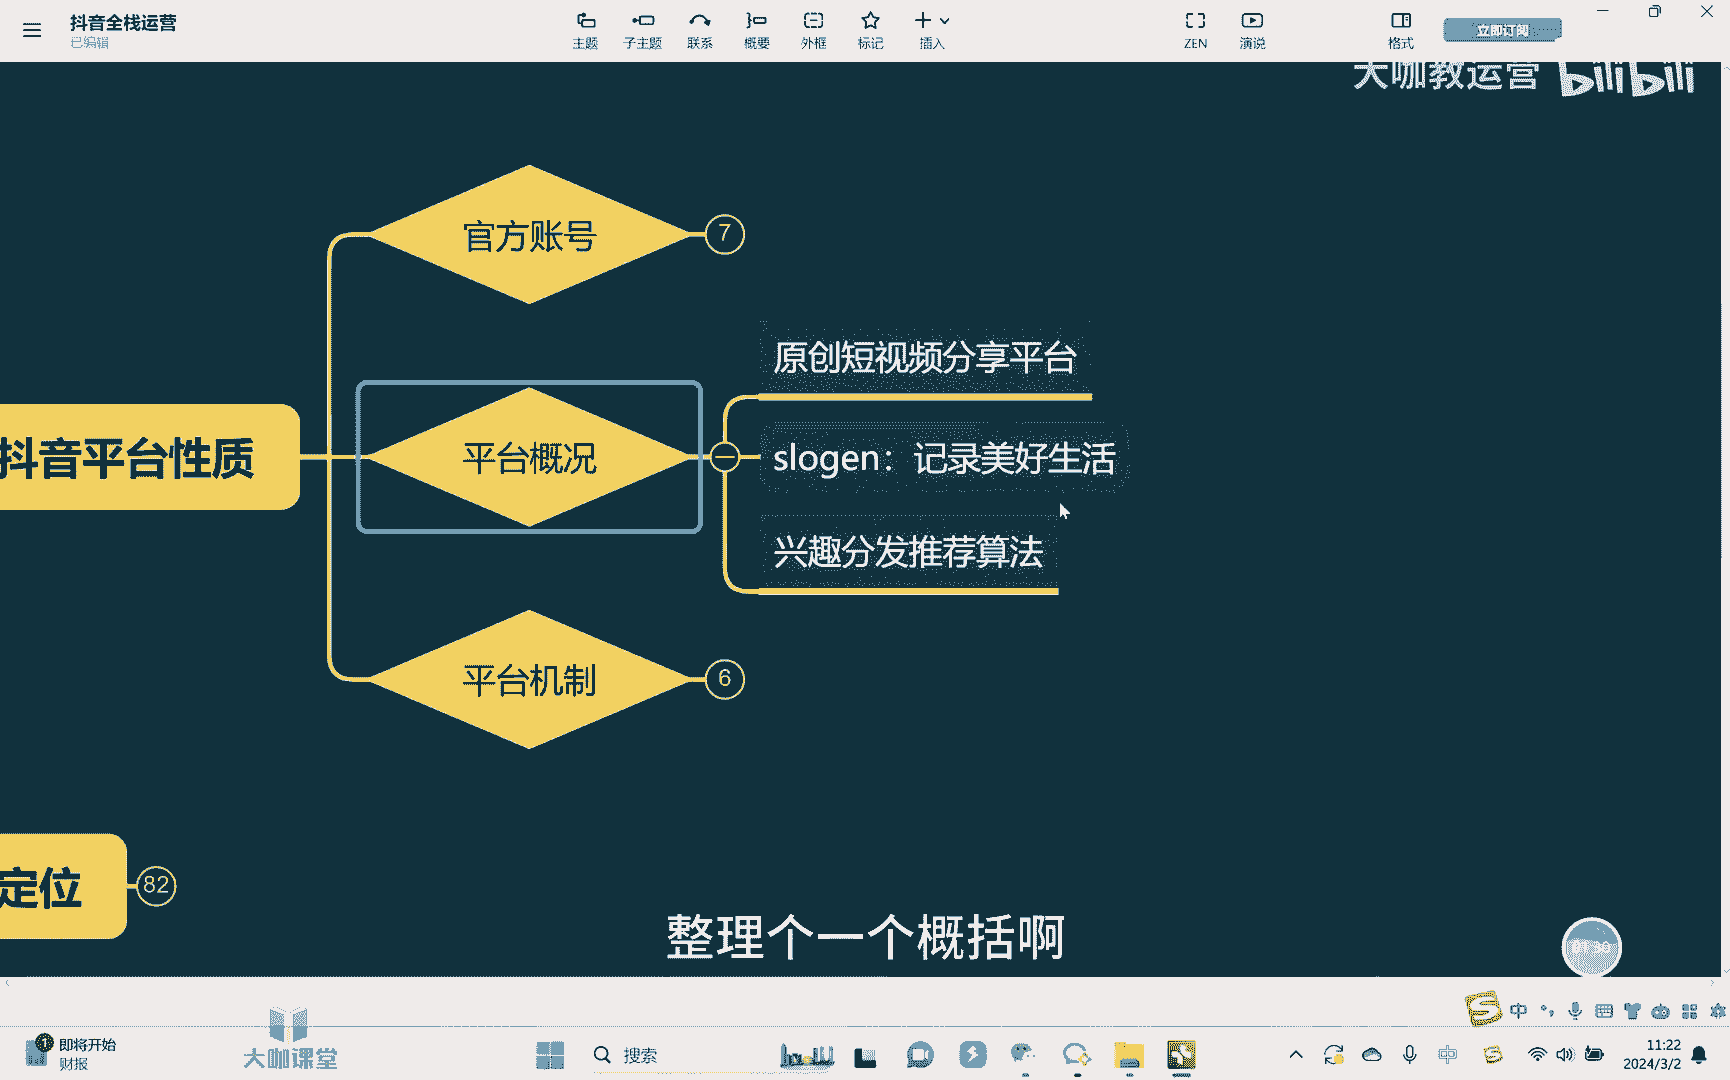 抖音全栈运营
已编辑
主题
子主题
联系
概要
外框
标记
插入
ZEN
演说
格式
立即订阅
大咖教运营 bilibili
官方账号
7
原创短视频分享平台
抖音平台性质
平台概况
slogen：记录美好生活
兴趣分发推荐算法
平台机制
6
定位
82
整理个一个概括啊
中
1
即将开始
财报
大咖课堂
搜索
中
11:22
2024/3/2